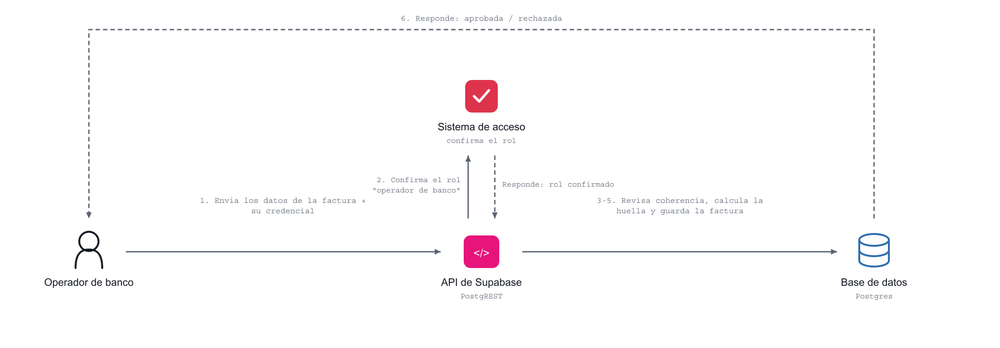 6. Responde: aprobada / rechazada
Sistema de acceso
confirma el rol
2. Confirma el rol
"operador de banco"
Responde: rol confirmado
1. Envia los datos de la factura +
su credencial
3-5. Revisa coherencia, calcula la
huella y guarda la factura
</>
Operador de banco
API de Supabase
PostgREST
Base de datos
Postgres